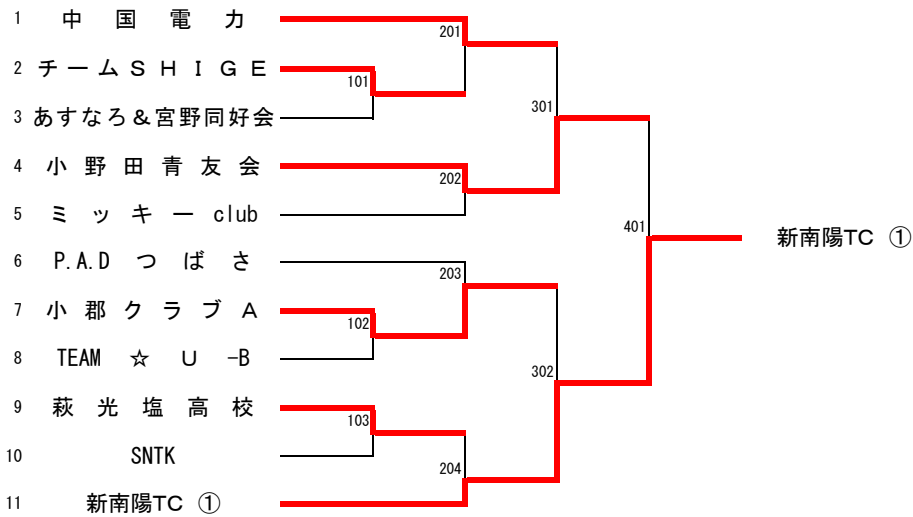 1 中国電力
201
2 チームSHIGE
101
3 あすなろ&宮野同好会
301
4 小野田青友会
202
5 ミッキーclub
401
新南陽TC ①
6 P.A.Dつばさ
203
7 小郡クラブA
102
8 TEAM ☆ U -B
302
9 萩光塩高校
103
10 SNTK
204
11 新南陽TC ①